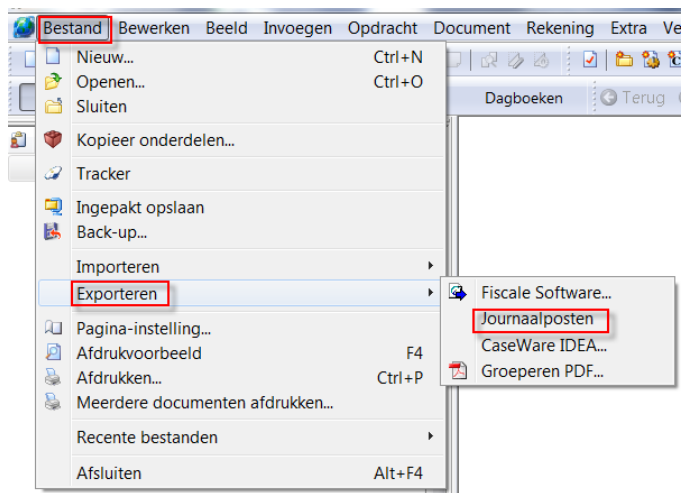 Bestand Bewerken Beeld Invoegen Opdracht Document Rekening Extra Ve
Nieuw... Ctrl+N
Openen... Ctrl+O
Sluiten
Dagboeken Terug
Kopieer onderdelen...
Tracker
Ingepakt opslaan
Back-up...
Importeren
Exporteren
Fiscale Software...
Journaalposten
CaseWare IDEA...
Groeperen PDF...
Pagina-instelling...
Afdrukvoorbeeld F4
Afdrukken... Ctrl+P
Meerdere documenten afdrukken...
Recente bestanden
Afsluiten Alt+F4